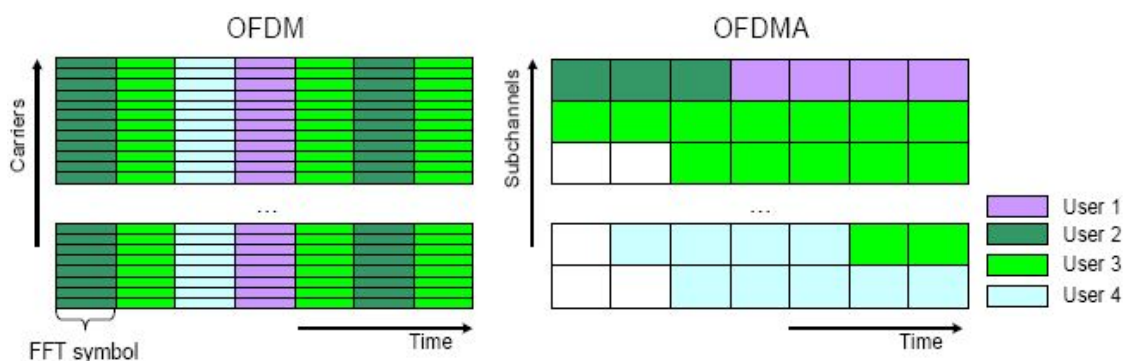 OFDM
Carriers
...
FFT symbol
Time
OFDMA
Subchannels
...
Time
User 1
User 2
User 3
User 4